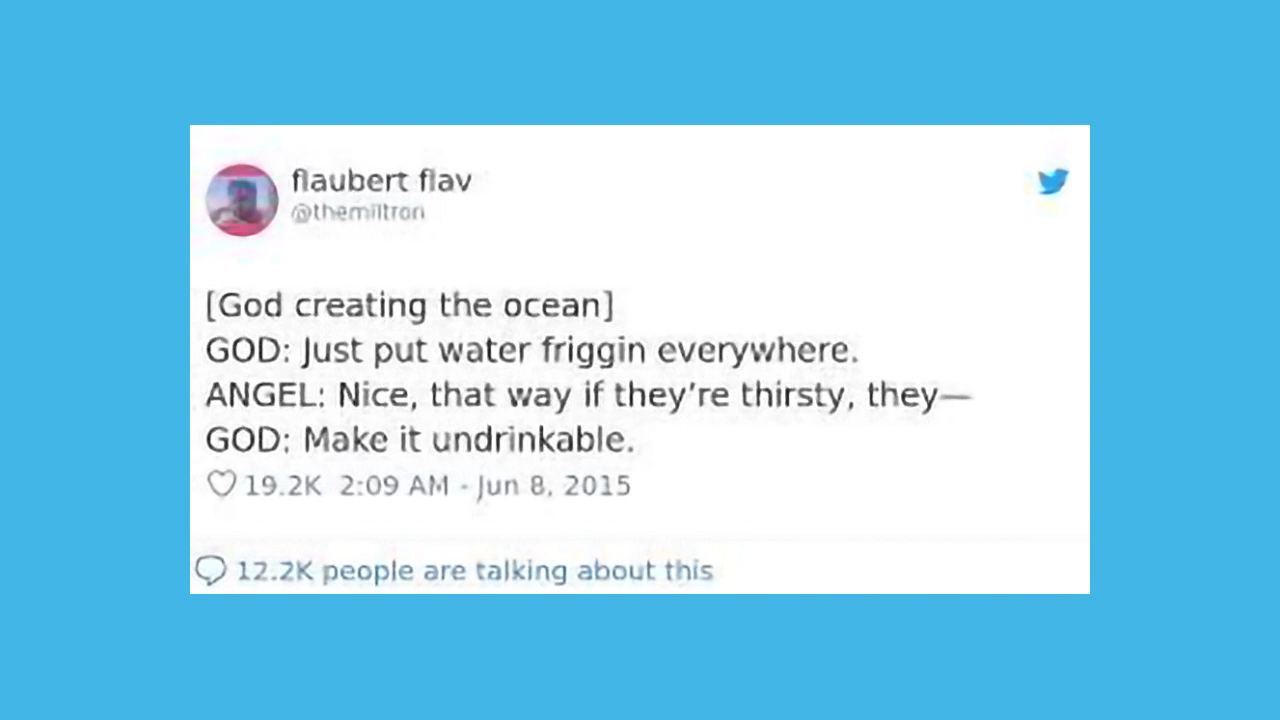 flaubert flav
@themiltron
[God creating the ocean]
GOD: Just put water friggin everywhere.
ANGEL: Nice, that way if they’re thirsty, they—
GOD: Make it undrinkable.
19.2K 2:09 AM - Jun 8, 2015
12.2K people are talking about this